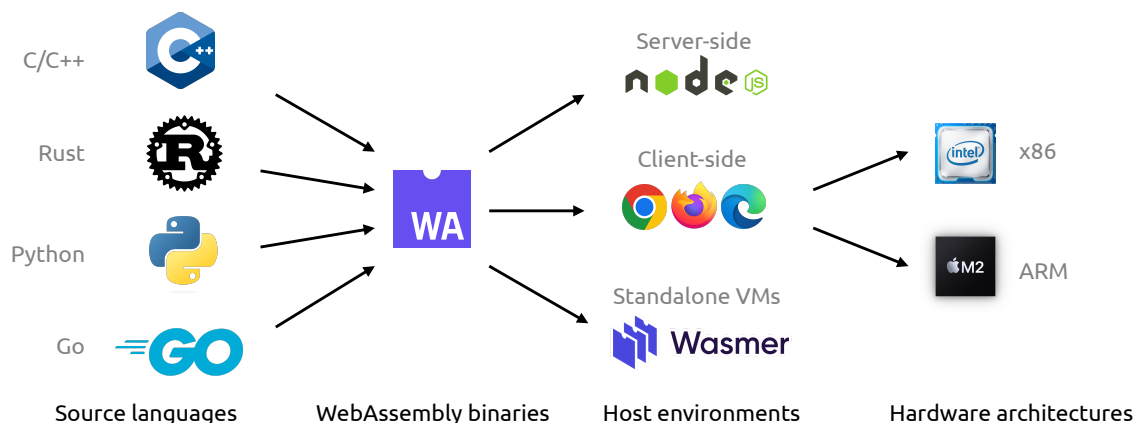 C/C++
C++
Rust
R
Python
Go
GO
WA
Server-side
node
JS
Client-side
Standalone VMs
Wasmer
intel
x86
M2
ARM
Source languages
WebAssembly binaries
Host environments
Hardware architectures